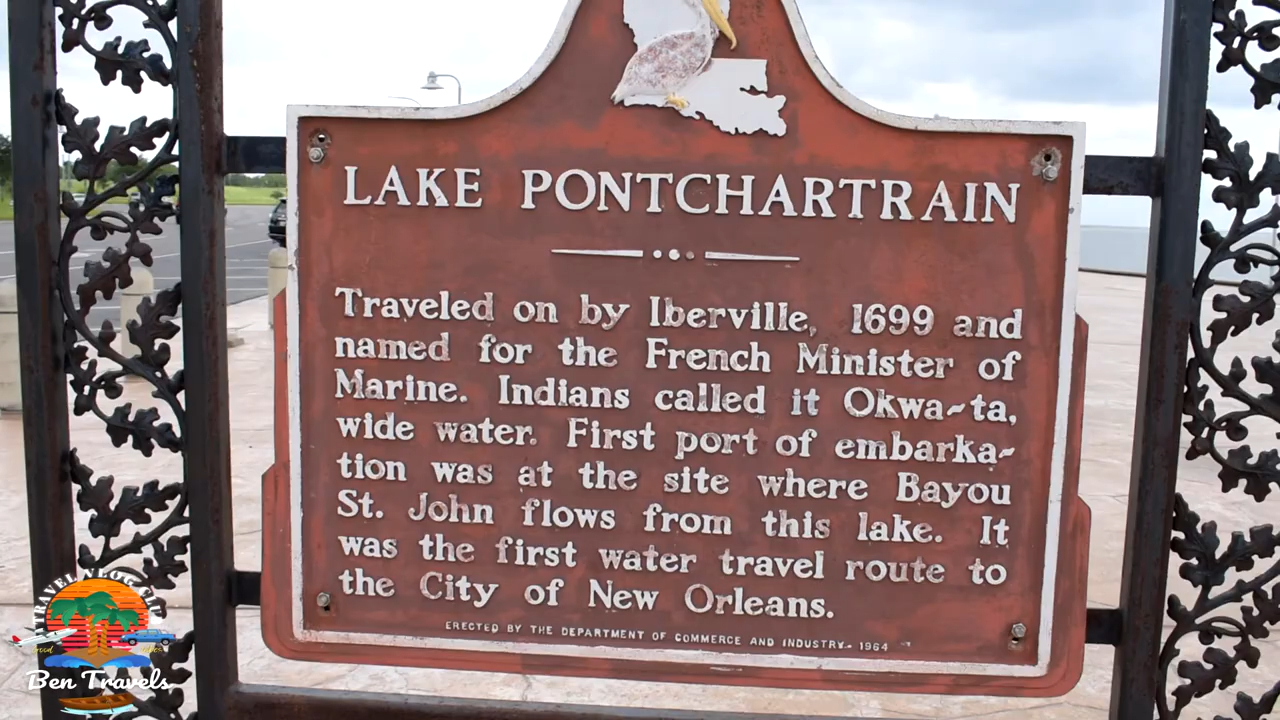 LAKE PONTCHARTRAIN
Traveled on by Iberville, 1699 and
named for the French Minister of
Marine. Indians called it Okwa-ta,
wide water. First port of embarka-
tion was at the site where Bayou
St. John flows from this lake. It
was the first water travel route to
the City of New Orleans.
ERECTED BY THE DEPARTMENT OF COMMERCE AND INDUSTRY- 1964
TRAVEL VLOG
Good
Ben Travels